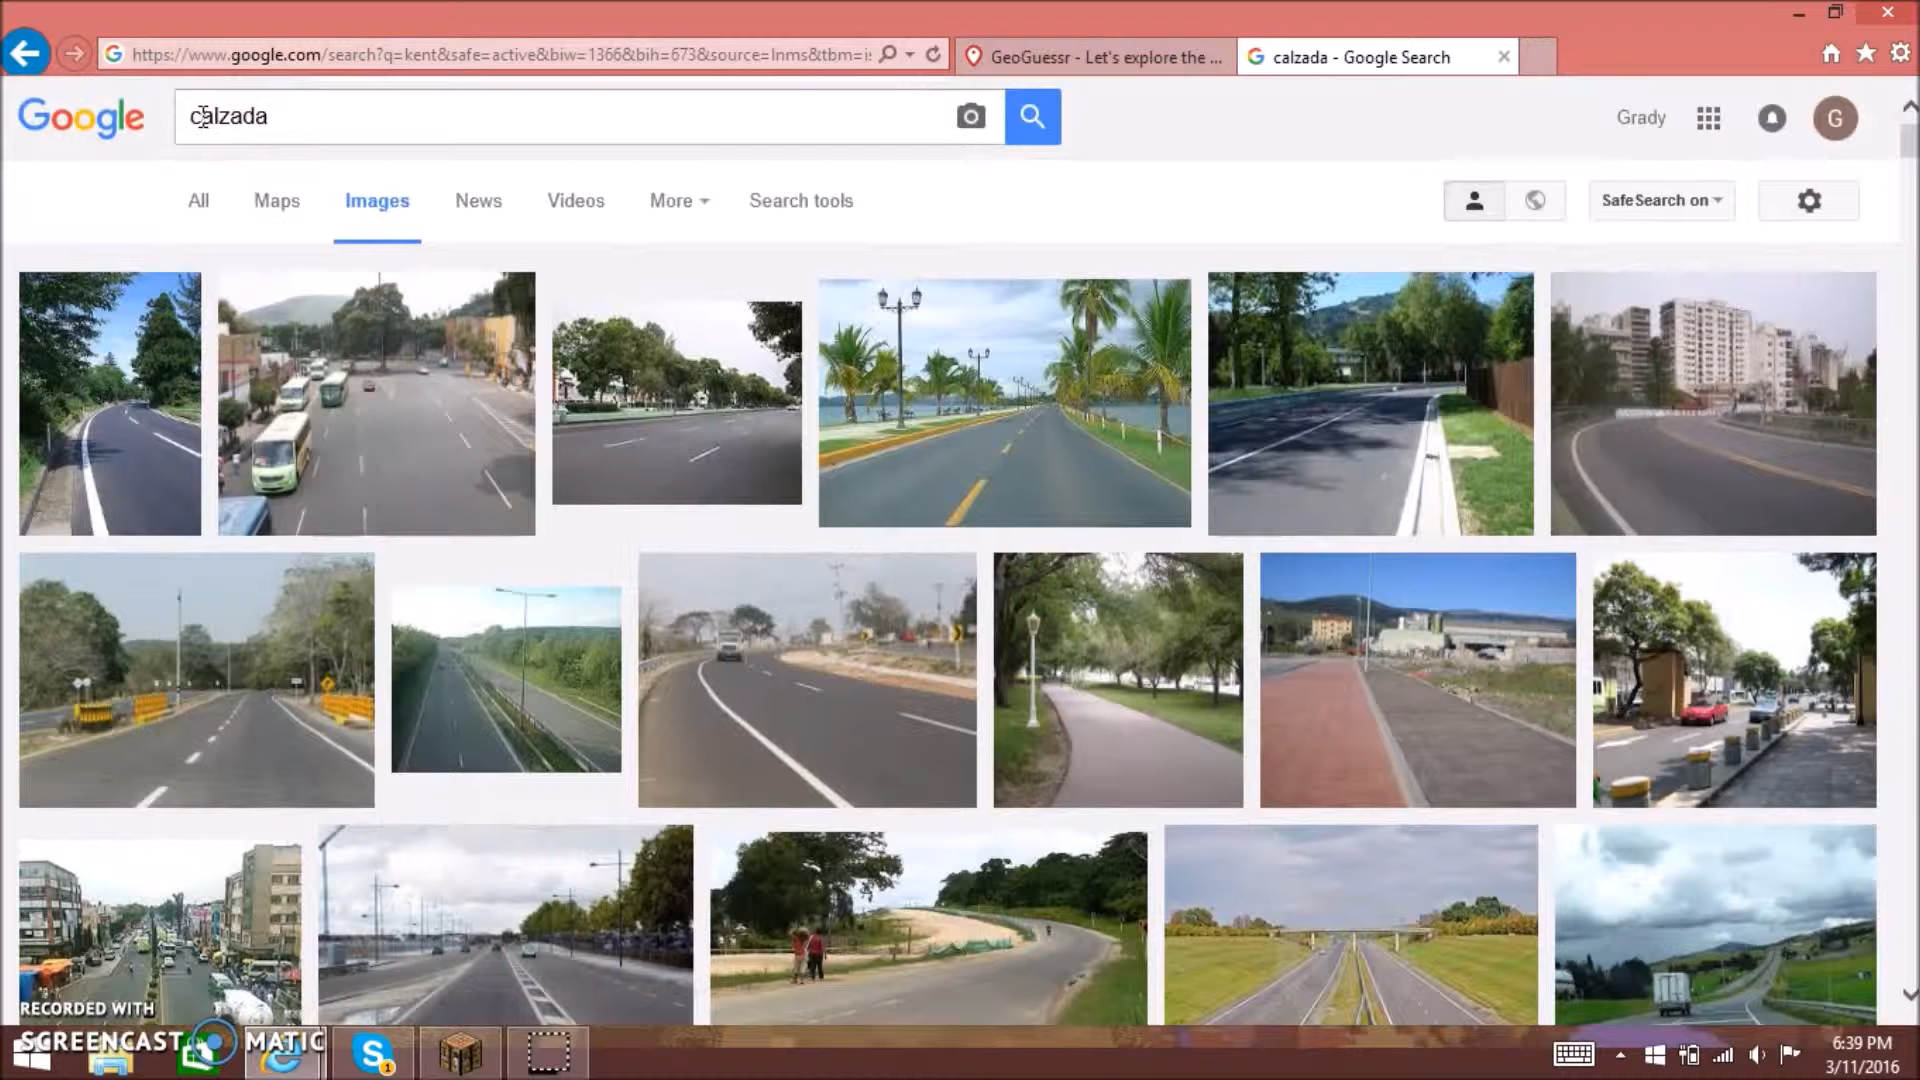 https://www.google.com/search?q=kent&safe=active&biw=1366&bih=673&source=lnms&tbm=i
GeoGuessr - Let's explore the ...
calzada - Google Search
Google
calzada
Grady
G
All
Maps
Images
News
Videos
More
Search tools
SafeSearch on
RECORDED WITH
SCREENCAST MATIC
S
1
6:39 PM
3/11/2016